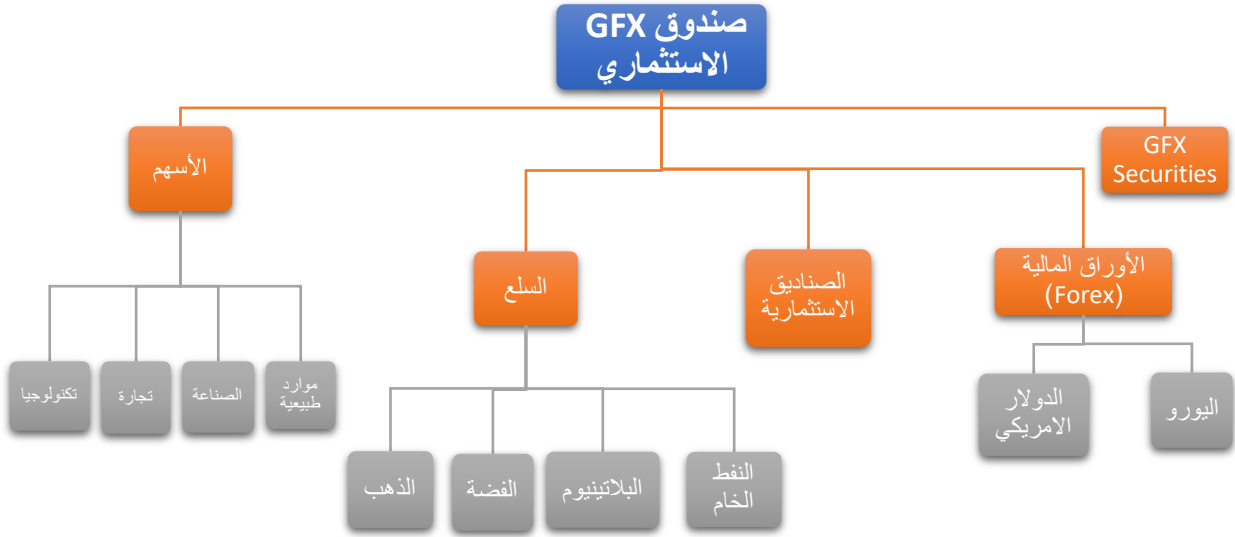 صندوق GFX
الاستثماري
GFX
Securities
الأسهم
الأوراق المالية
(Forex)
الصناديق
الاستثمارية
السلع
موارد
طبيعية
الصناعة
تجارة
تكنولوجيا
اليورو
الدولار
الامريكي
النفط
الخام
البلاتينيوم
الفضة
الذهب